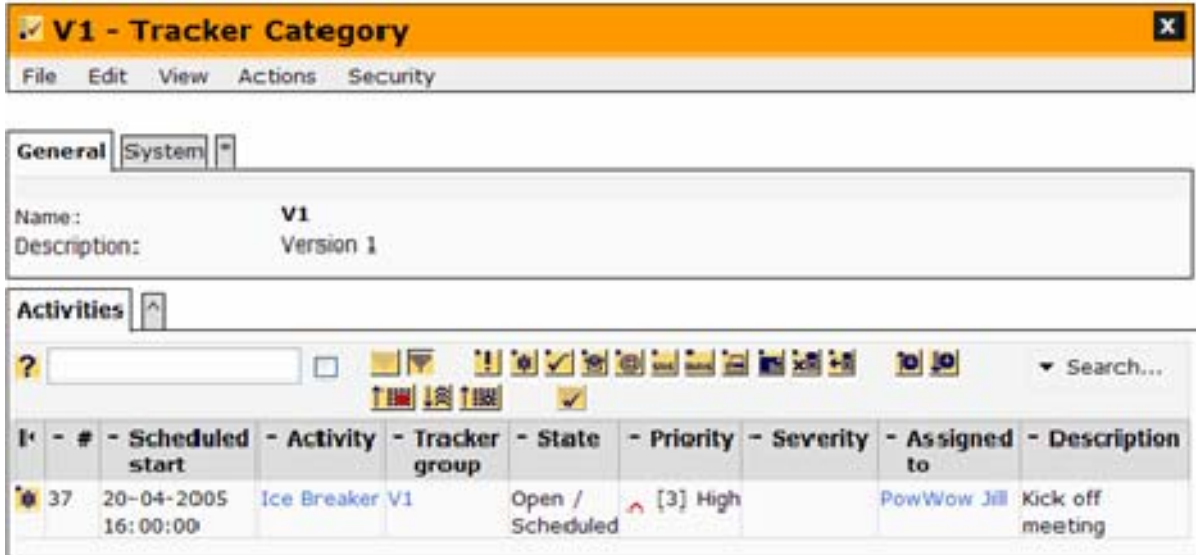 V1 - Tracker Category
File Edit View Actions Security
General System *
Name: V1
Description: Version 1
Activities ^
? Search...
- # - Scheduled start - Activity - Tracker group - State - Priority - Severity - Assigned to - Description
37 20-04-2005 16:00:00 Ice Breaker V1 Open / Scheduled [3] High PowWow Jill Kick off meeting